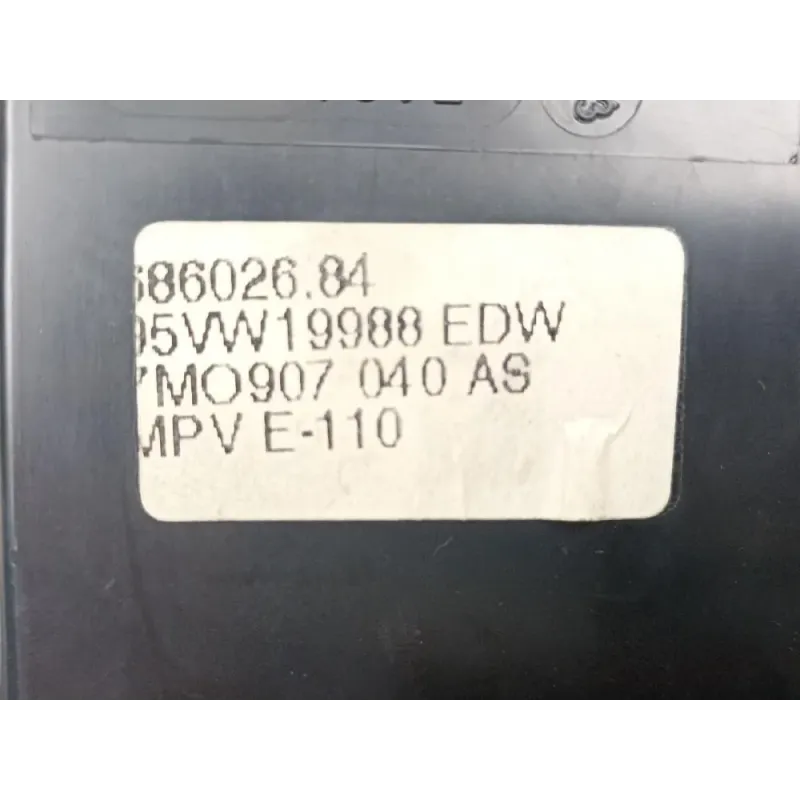 686026.84
95VW19988 EDW
7MO907 040 AS
MPV E-110